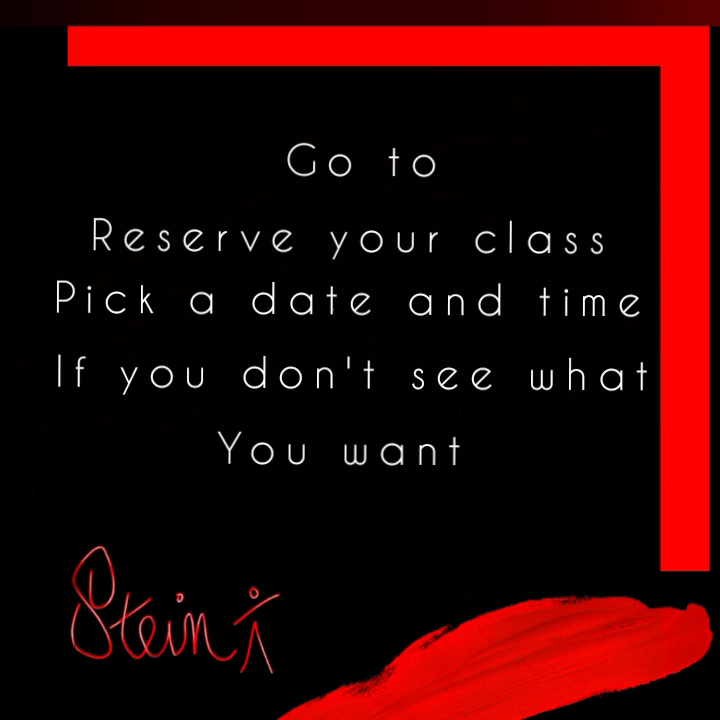 Go to
Reserve your class
Pick a date and time
If you don't see what
You want
Stein